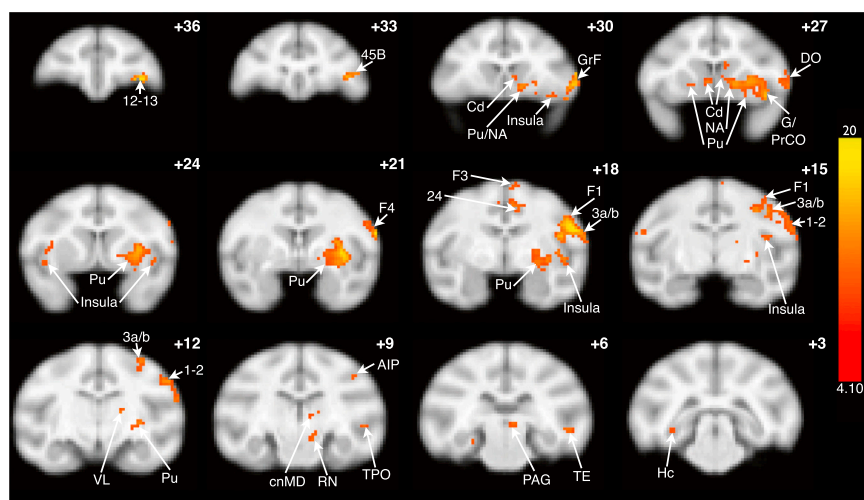 +36
12-13
+33
45B
+30
GrF
Cd
Pu/NA
Insula
+27
DO
Cd
NA
Pu
G/
PrCO
20
4.10
+24
Pu
Insula
+21
F4
Pu
+18
F3
24
F1
3a/b
Pu
Insula
+15
F1
3a/b
1-2
Insula
+12
3a/b
1-2
VL
Pu
+9
AIP
cnMD
RN
TPO
+6
PAG
TE
+3
Hc